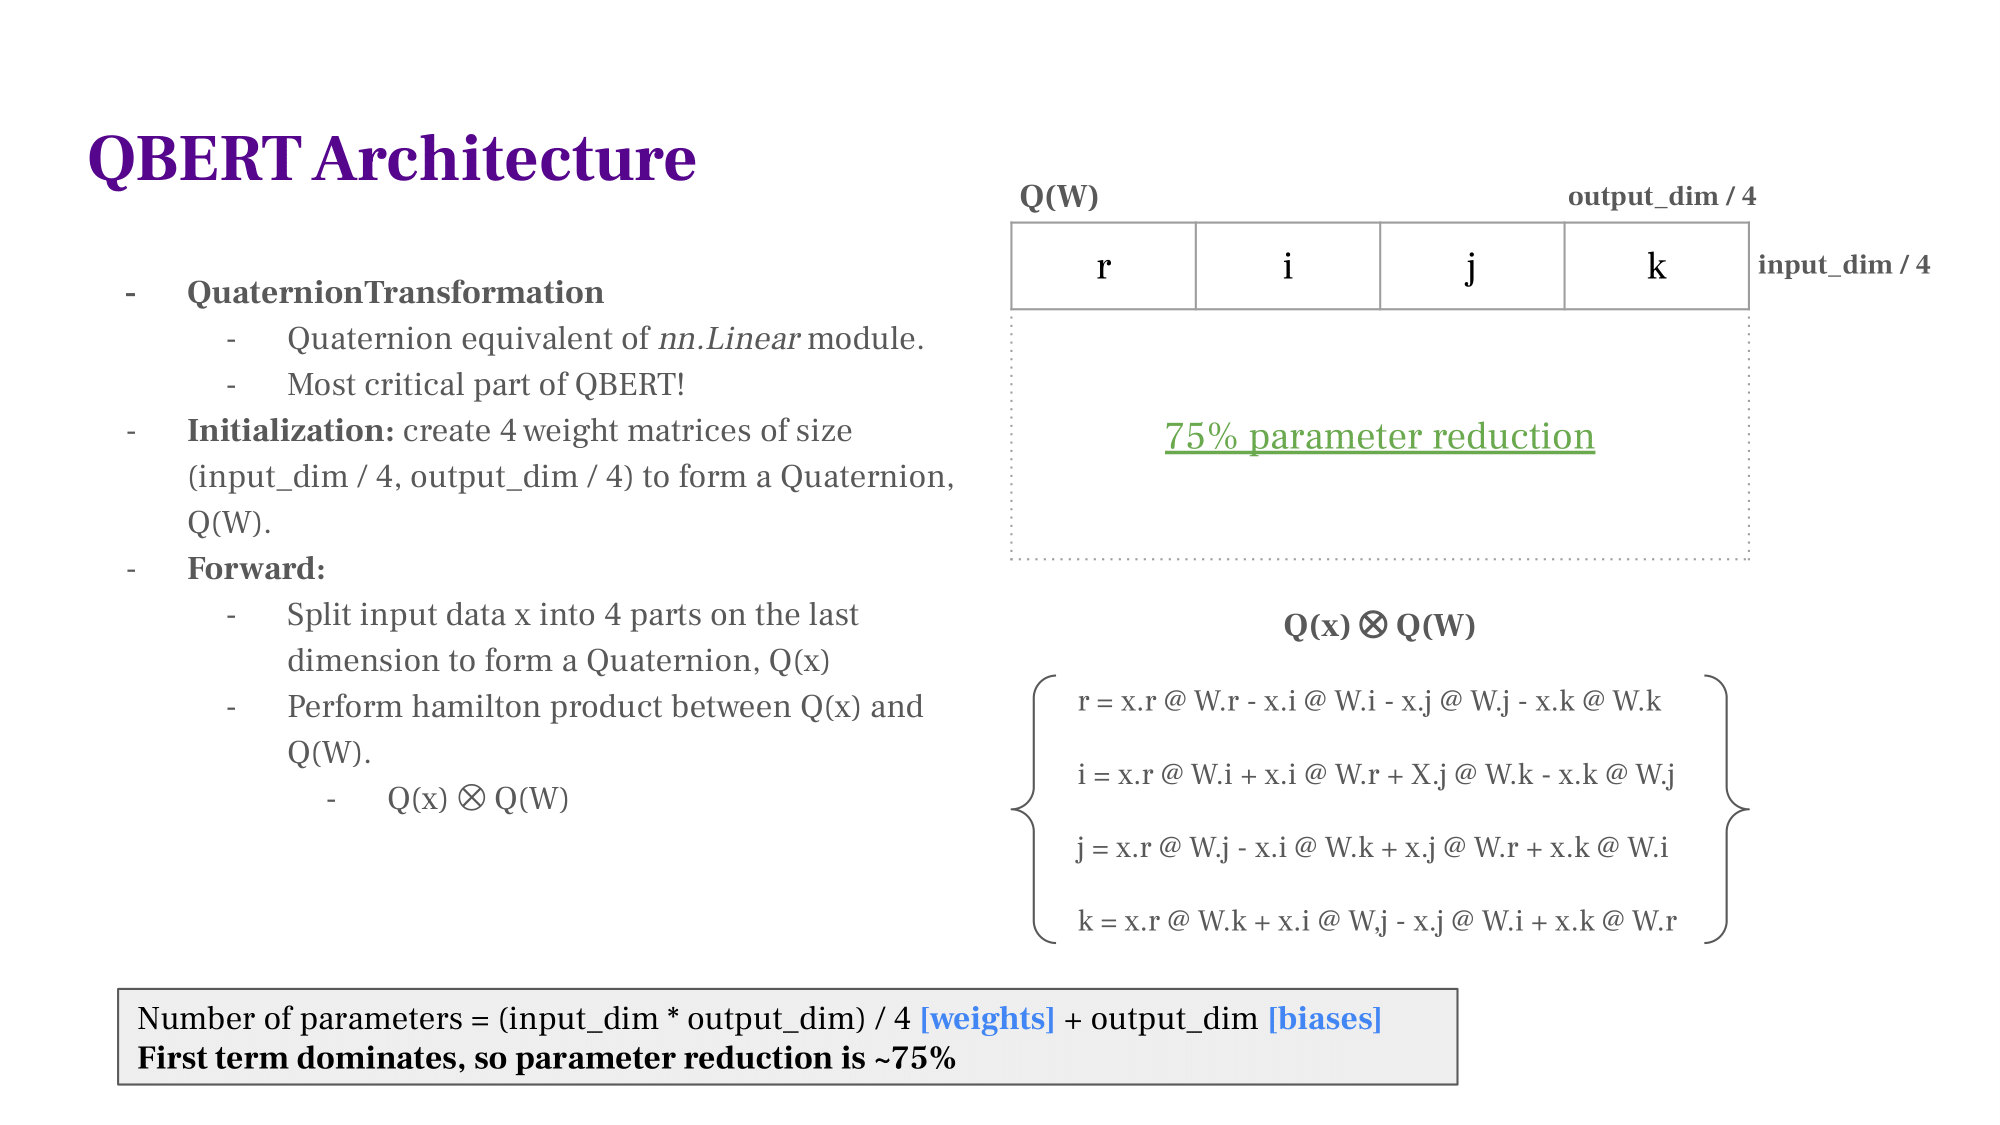 QBERT Architecture
- QuaternionTransformation
- Quaternion equivalent of nn.Linear module.
- Most critical part of QBERT!
- Initialization: create 4 weight matrices of size
(input_dim / 4, output_dim / 4) to form a Quaternion,
Q(W).
- Forward:
- Split input data x into 4 parts on the last
dimension to form a Quaternion, Q(x)
- Perform hamilton product between Q(x) and
Q(W).
- Q(x) ⊗ Q(W)
Q(W) output_dim / 4
r i j k input_dim / 4
75% parameter reduction
Q(x) ⊗ Q(W)
r = x.r @ W.r - x.i @ W.i - x.j @ W.j - x.k @ W.k
i = x.r @ W.i + x.i @ W.r + X.j @ W.k - x.k @ W.j
j = x.r @ W.j - x.i @ W.k + x.j @ W.r + x.k @ W.i
k = x.r @ W.k + x.i @ W,j - x.j @ W.i + x.k @ W.r
Number of parameters = (input_dim * output_dim) / 4 [weights] + output_dim [biases]
First term dominates, so parameter reduction is ~75%